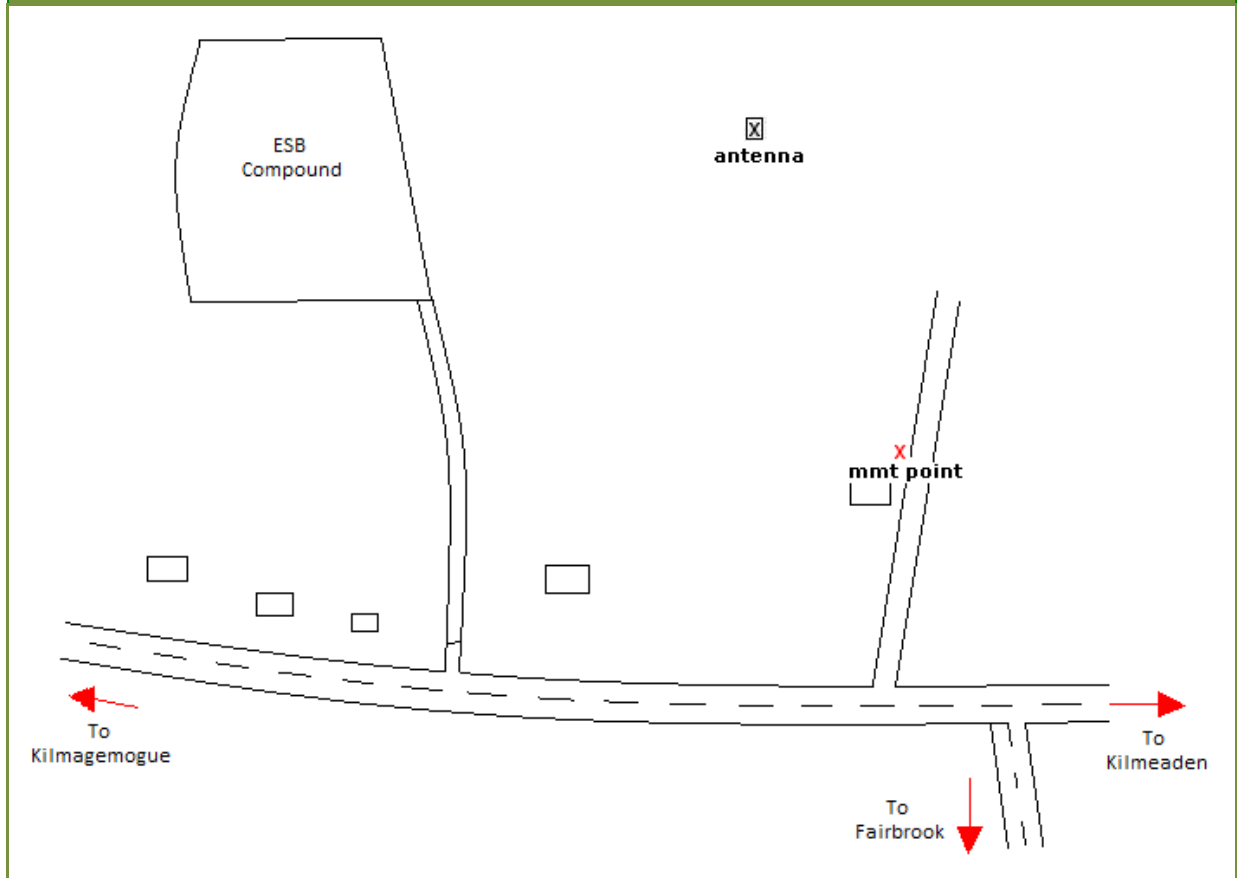 X
antenna
ESB
Compound
X
mmt point
To
Kilmagemogue
To
Kilmeaden
To
Fairbrook